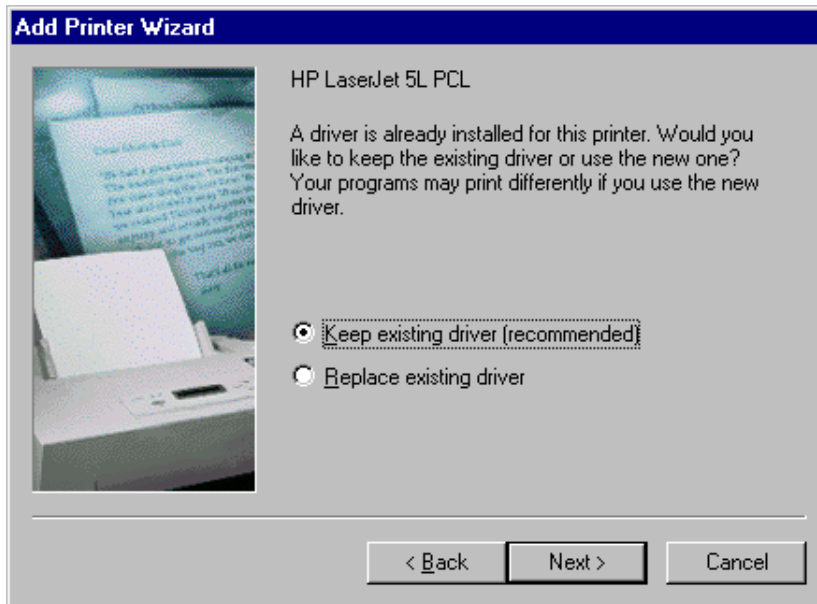 Add Printer Wizard
HP LaserJet 5L PCL
A driver is already installed for this printer. Would you
like to keep the existing driver or use the new one?
Your programs may print differently if you use the new
driver.
Keep existing driver (recommended)
Replace existing driver
< Back
Next >
Cancel